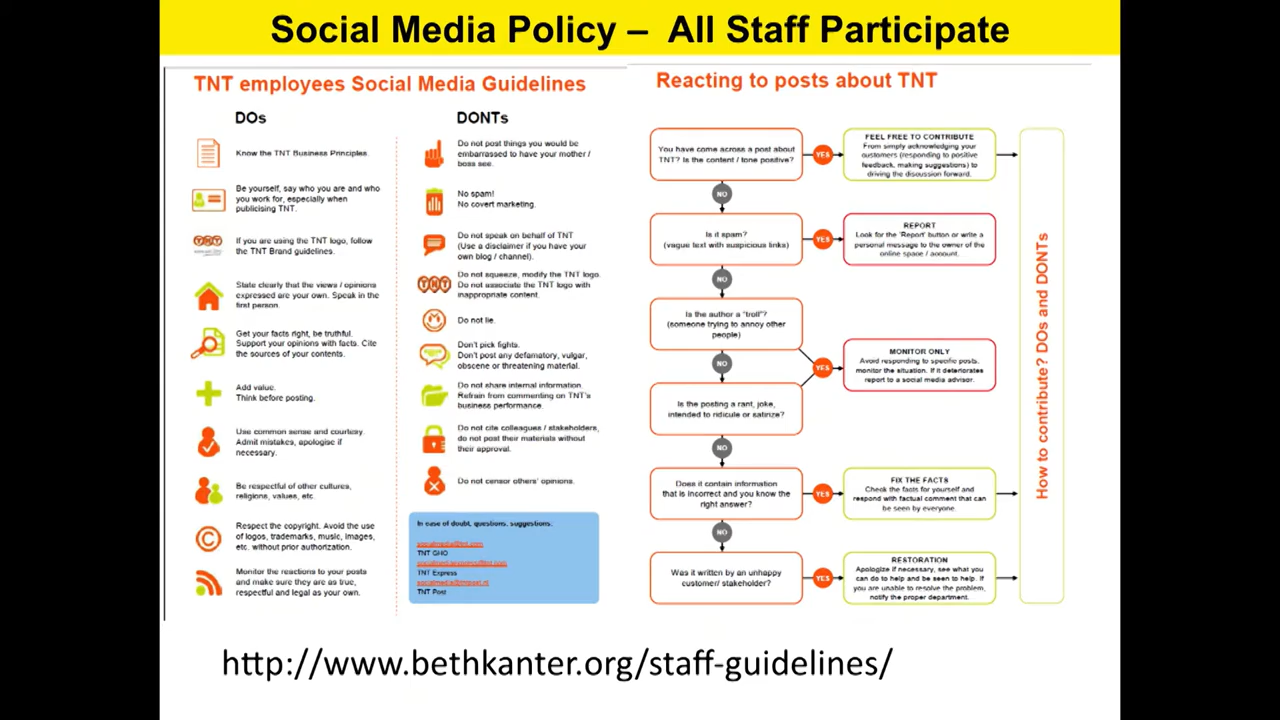 Social Media Policy – All Staff Participate
TNT employees Social Media Guidelines
DOs
Know the TNT Business Principles.
Be yourself, say who you are and who
you work for, especially when
publicising TNT.
TNT
If you are using the TNT logo, follow
the TNT Brand guidelines.
State clearly that the views / opinions
expressed are your own. Speak in the
first person.
Get your facts right, be truthful.
Support your opinions with facts. Cite
the sources of your contents.
Add value.
Think before posting.
Use common sense and courtesy.
Admit mistakes, apologise if
necessary.
Be respectful of other cultures,
religions, values, etc.
Respect the copyright. Avoid the use
of logos, trademarks, music, images,
etc. without prior authorization.
Monitor the reactions to your posts
and make sure they are as true,
respectful and legal as your own.
DONTs
Do not post things you would be
embarrassed to have your mother /
boss see.
No spam!
No covert marketing.
Do not speak on behalf of TNT
(Use a disclaimer if you have your
own blog / channel).
TNT
Do not squeeze, modify the TNT logo.
Do not associate the TNT logo with
inappropriate content.
Do not lie.
Don't pick fights.
Don't post any defamatory, vulgar,
obscene or threatening material.
Do not share internal information.
Refrain from commenting on TNT's
business performance.
Do not cite colleagues / stakeholders,
do not post their materials without
their approval.
Do not censor others' opinions.
In case of doubt, questions, suggestions:
socialmedia@tnt.com
TNT GHO
TNT Express
TNT Post
Reacting to posts about TNT
You have come across a post about
TNT? Is the content / tone positive?
YES
FEEL FREE TO CONTRIBUTE
From simply acknowledging your
customers (responding to positive
feedback, making suggestions) to
driving the discussion forward.
NO
Is it spam?
(vague text with suspicious links)
YES
REPORT
Look for the 'Report' button or write a
personal message to the owner of the
online space / account.
NO
Is the author a "troll"?
(someone trying to annoy other
people)
NO
YES
MONITOR ONLY
Avoid responding to specific posts,
monitor the situation. If it deteriorates
report to a social media advisor.
Is the posting a rant, joke,
intended to ridicule or satirize?
NO
Does it contain information
that is incorrect and you know the
right answer?
YES
FIX THE FACTS
Check the facts for yourself and
respond with factual comment that can
be seen by everyone.
NO
Was it written by an unhappy
customer/ stakeholder?
YES
RESTORATION
Apologize if necessary, see what you
can do to help and be seen to help. If
you are unable to resolve the problem,
notify the proper department.
How to contribute? DOs and DONTs
http://www.bethkanter.org/staff-guidelines/